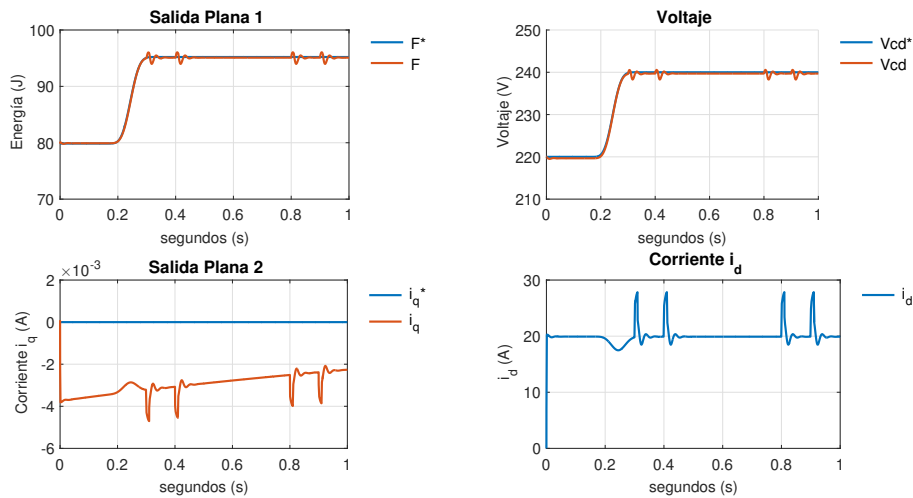 Salida Plana 1
100
90
80
70
Energía (J)
0 0.2 0.4 0.6 0.8 1
segundos (s)
F*
F
Voltaje
250
240
230
220
210
Voltaje (V)
0 0.2 0.4 0.6 0.8 1
segundos (s)
Vcd*
Vcd
×10⁻³
Salida Plana 2
2
0
-2
-4
-6
Corriente i_q (A)
0 0.2 0.4 0.6 0.8 1
segundos (s)
i_q*
i_q
Corriente i_d
30
20
10
0
i_d (A)
0 0.2 0.4 0.6 0.8 1
segundos (s)
i_d